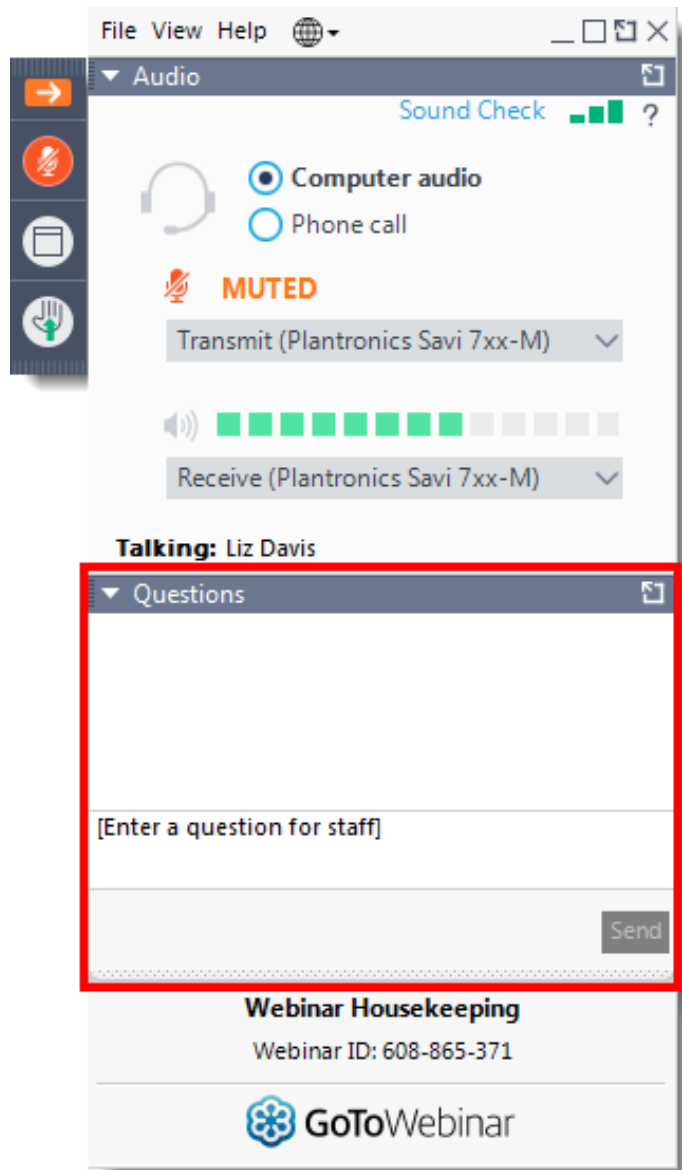 File View Help
Audio
Sound Check ?
Computer audio
Phone call
MUTED
Transmit (Plantronics Savi 7xx-M)
Receive (Plantronics Savi 7xx-M)
Talking: Liz Davis
Questions
[Enter a question for staff]
Send
Webinar Housekeeping
Webinar ID: 608-865-371
GoToWebinar